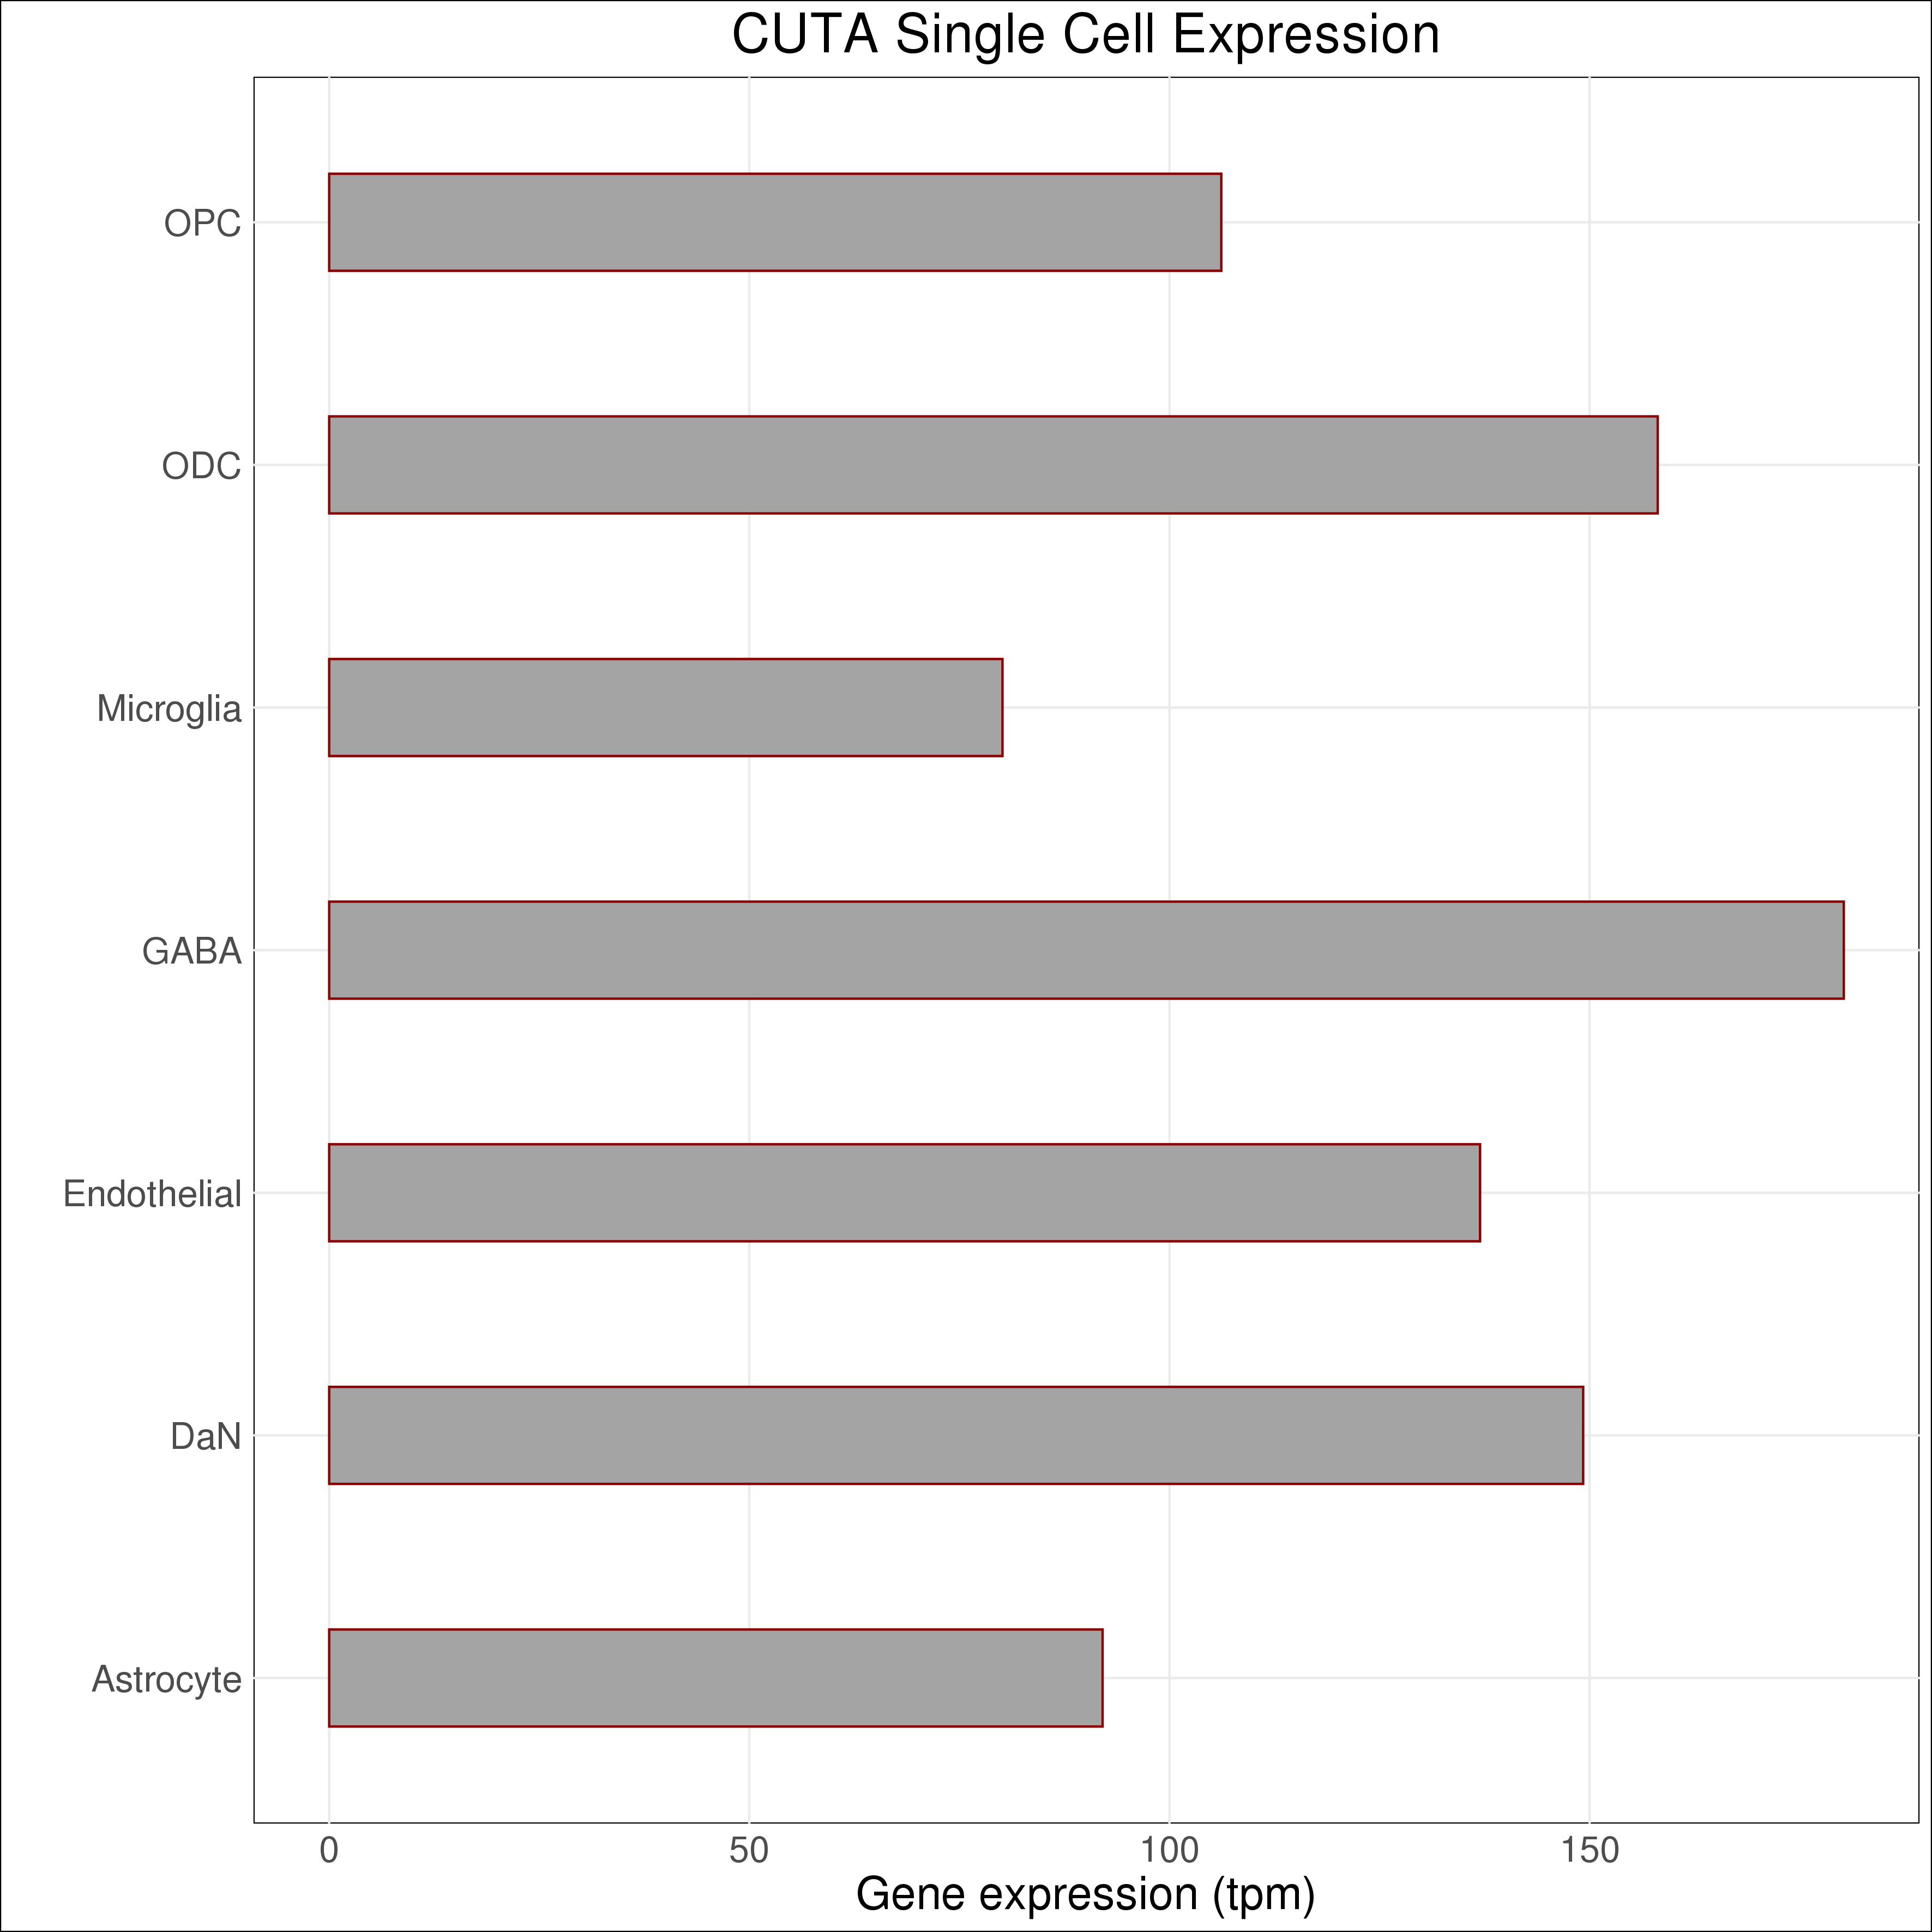 CUTA Single Cell Expression
OPC
ODC
Microglia
GABA
Endothelial
DaN
Astrocyte
0 50 100 150
Gene expression (tpm)